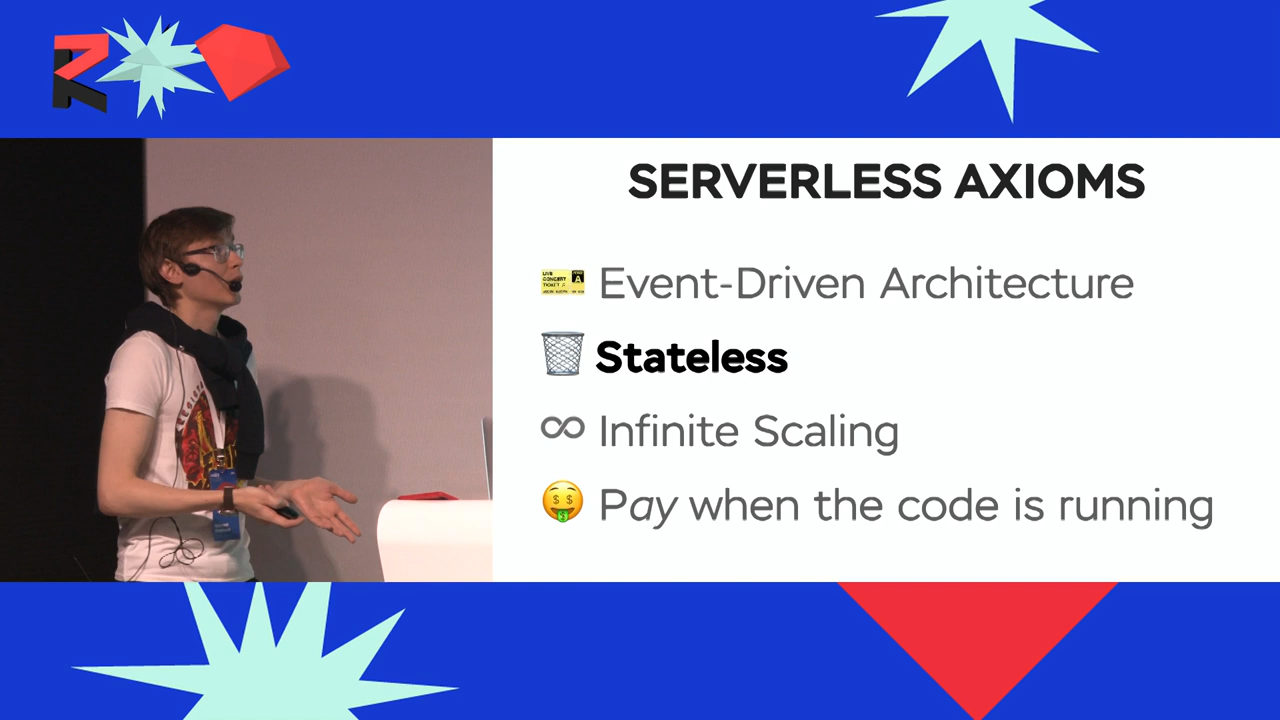 SERVERLESS AXIOMS
Event-Driven Architecture
Stateless
Infinite Scaling
Pay when the code is running